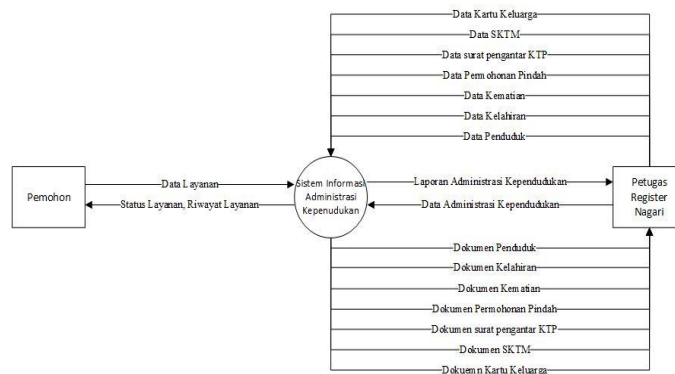 Data Kartu Keluarga
Data SKTM
Data surat pengantar KTP
Data Permohonan Pindah
Data Kematian
Data Kelahiran
Data Penduduk
Pemohon
Data Layanan
Status Layanan, Riwayat Layanan
Sistem Informasi
Administrasi
Kepenudukan
Laporan Administrasi Kependudukan
Data Administrasi Kependudukan
Petugas
Register
Nagari
Dokumen Penduduk
Dokumen Kelahiran
Dokumen Kematian
Dokumen Permohonan Pindah
Dokumen surat pengantar KTP
Dokumen SKTM
Dokuemn Kartu Keluarga